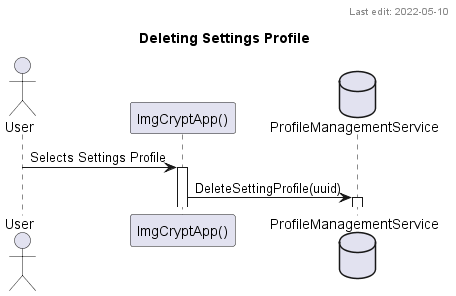 Last edit: 2022-05-10
Deleting Settings Profile
User
ImgCryptApp()
ProfileManagementService
Selects Settings Profile
DeleteSettingProfile(uuid)
User
ImgCryptApp()
ProfileManagementService